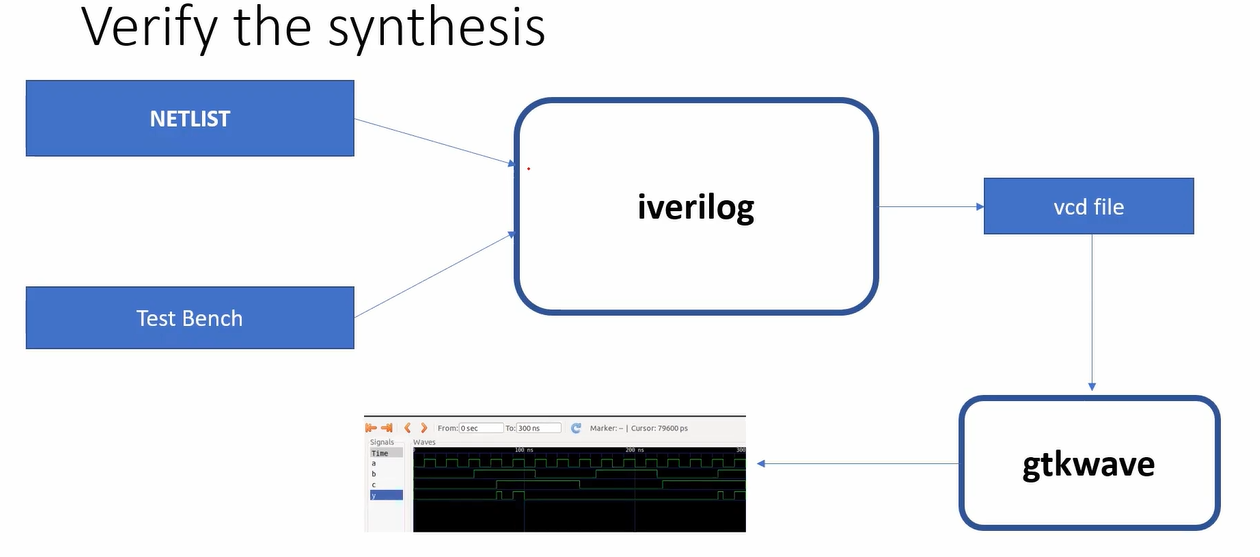 Verify the synthesis
NETLIST
iverilog
vcd file
Test Bench
From: 0 sec To: 300 ns Marker: -- | Cursor: 79600 ps
Signals Waves
Time 100 ns 200 ns 300
a
b
c
y
gtkwave